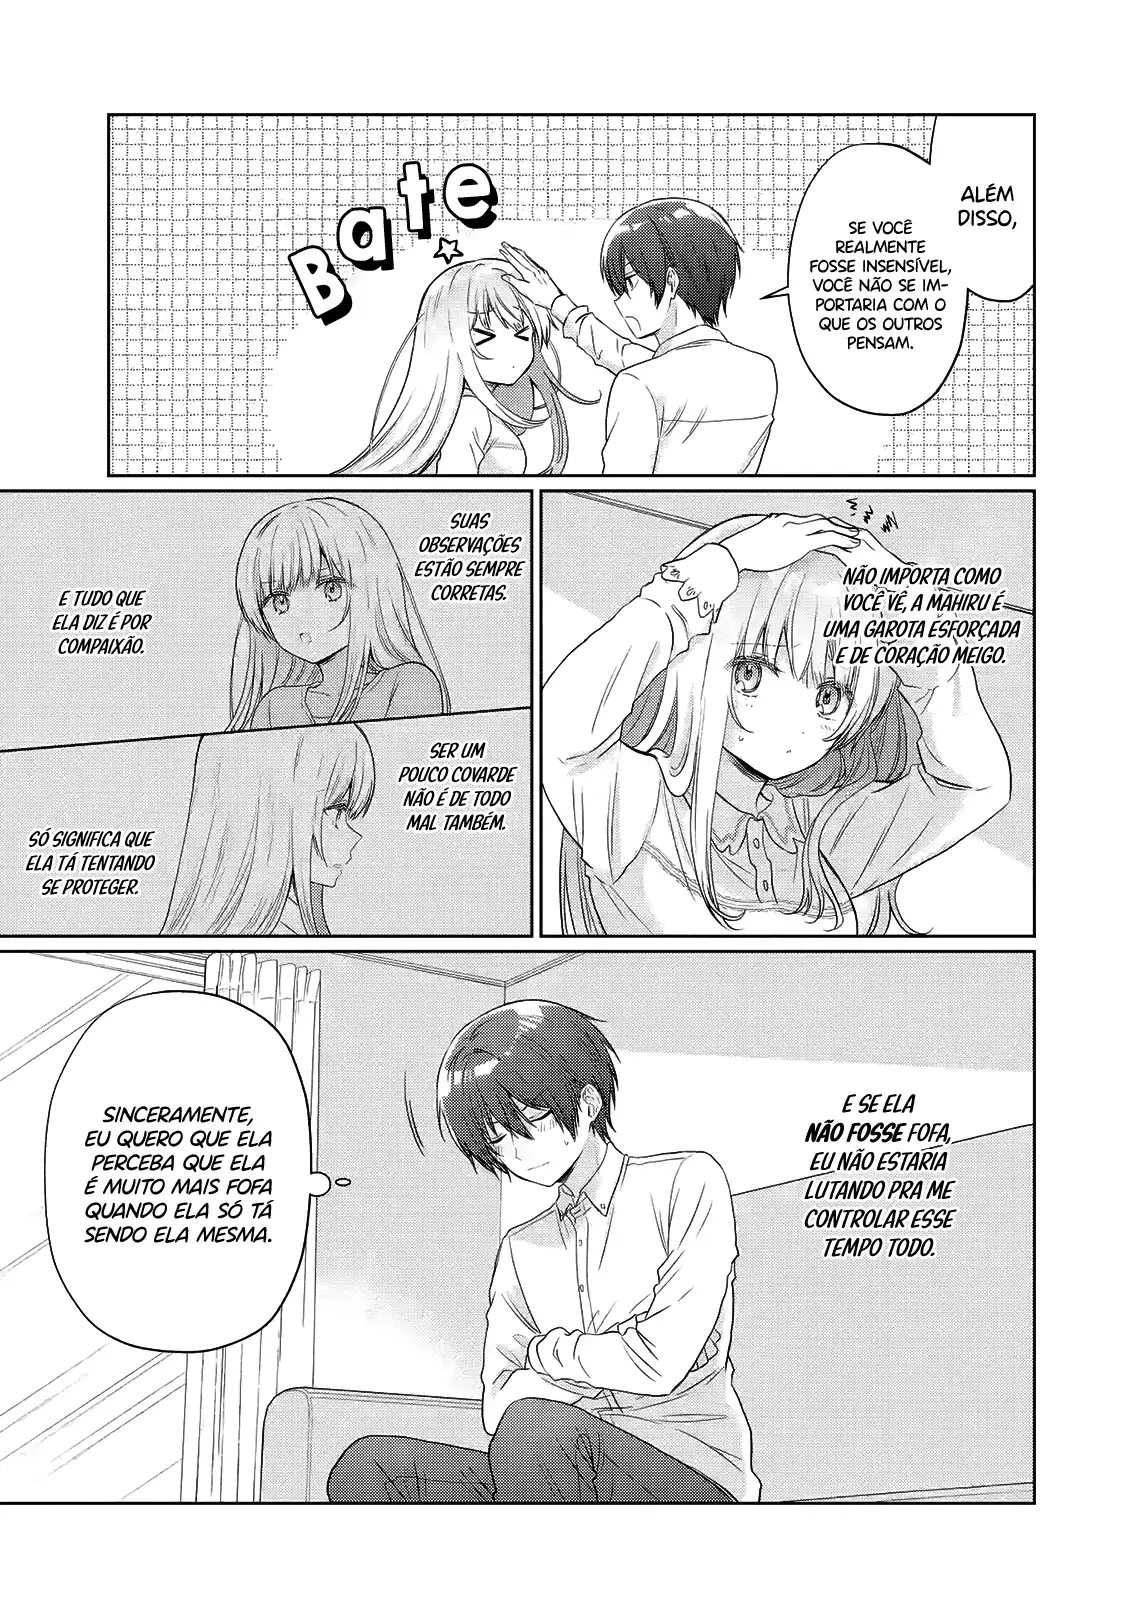 ALÉM
DISSO,
SE VOCÊ
REALMENTE
FOSSE INSENSÍVEL,
VOCÊ NÃO SE IM-
PORTARIA COM O
QUE OS OUTROS
PENSAM.
Bate
NÃO IMPORTA COMO
VOCÊ VÊ, A MAHIRU É
UMA GAROTA ESFORÇADA
E DE CORAÇÃO MEIGO.
SUAS
OBSERVAÇÕES
ESTÃO SEMPRE
CORRETAS.
E TUDO QUE
ELA DIZ É POR
COMPAIXÃO.
SER UM
POUCO COVARDE
NÃO É DE TODO
MAL TAMBÉM.
SÓ SIGNIFICA QUE
ELA TÁ TENTANDO
SE PROTEGER.
E SE ELA
NÃO FOSSE FOFA,
EU NÃO ESTARIA
LUTANDO PRA ME
CONTROLAR ESSE
TEMPO TODO.
SINCERAMENTE,
EU QUERO QUE ELA
PERCEBA QUE ELA
É MUITO MAIS FOFA
QUANDO ELA SÓ TÁ
SENDO ELA MESMA.